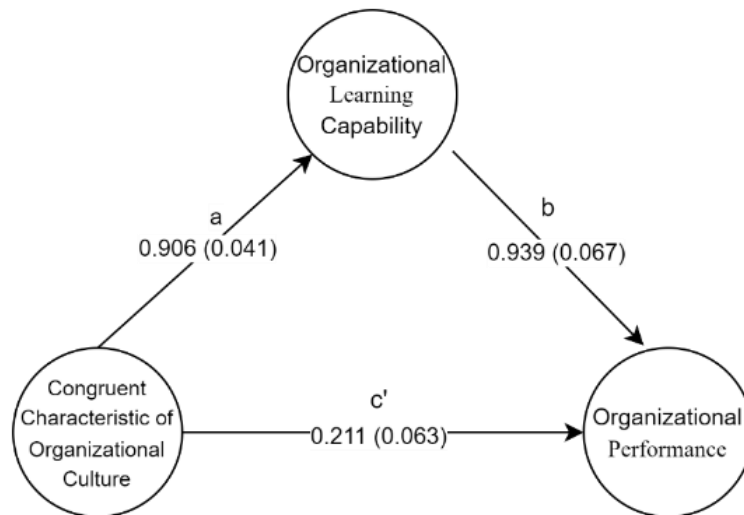 Organizational
Learning
Capability
a
0.906 (0.041)
b
0.939 (0.067)
Congruent
Characteristic of
Organizational
Culture
c'
0.211 (0.063)
Organizational
Performance